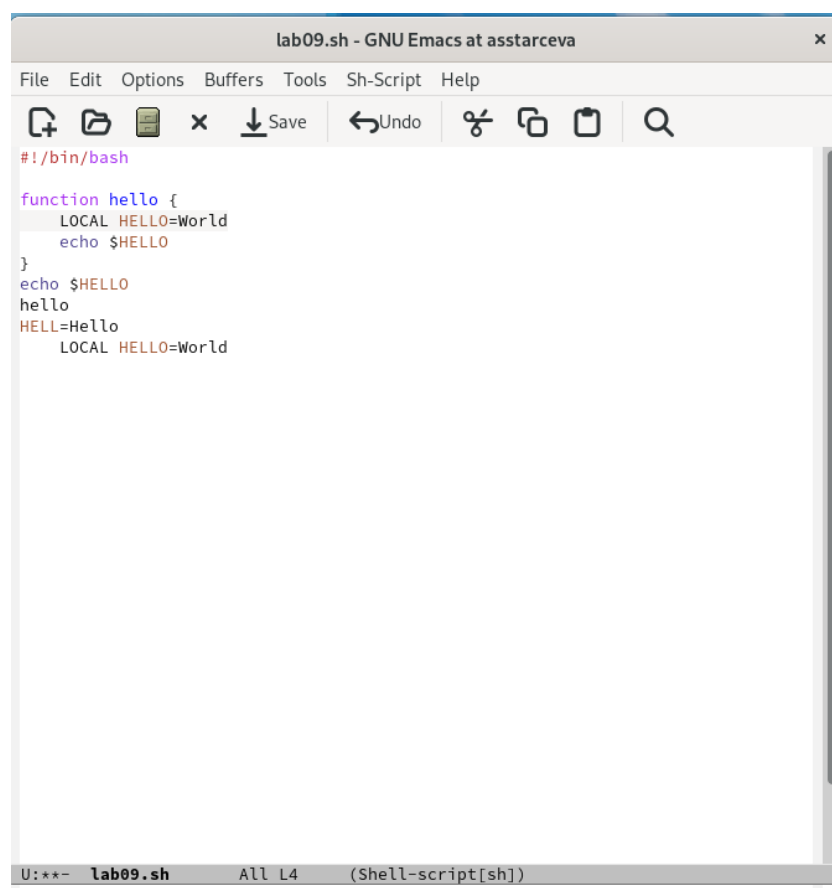 lab09.sh - GNU Emacs at asstarceva ×
File Edit Options Buffers Tools Sh-Script Help
Save Undo
#!/bin/bash
function hello {
    LOCAL HELLO=World
    echo $HELLO
}
echo $HELLO
hello
HELL=Hello
    LOCAL HELLO=World
U:**- lab09.sh All L4 (Shell-script[sh])